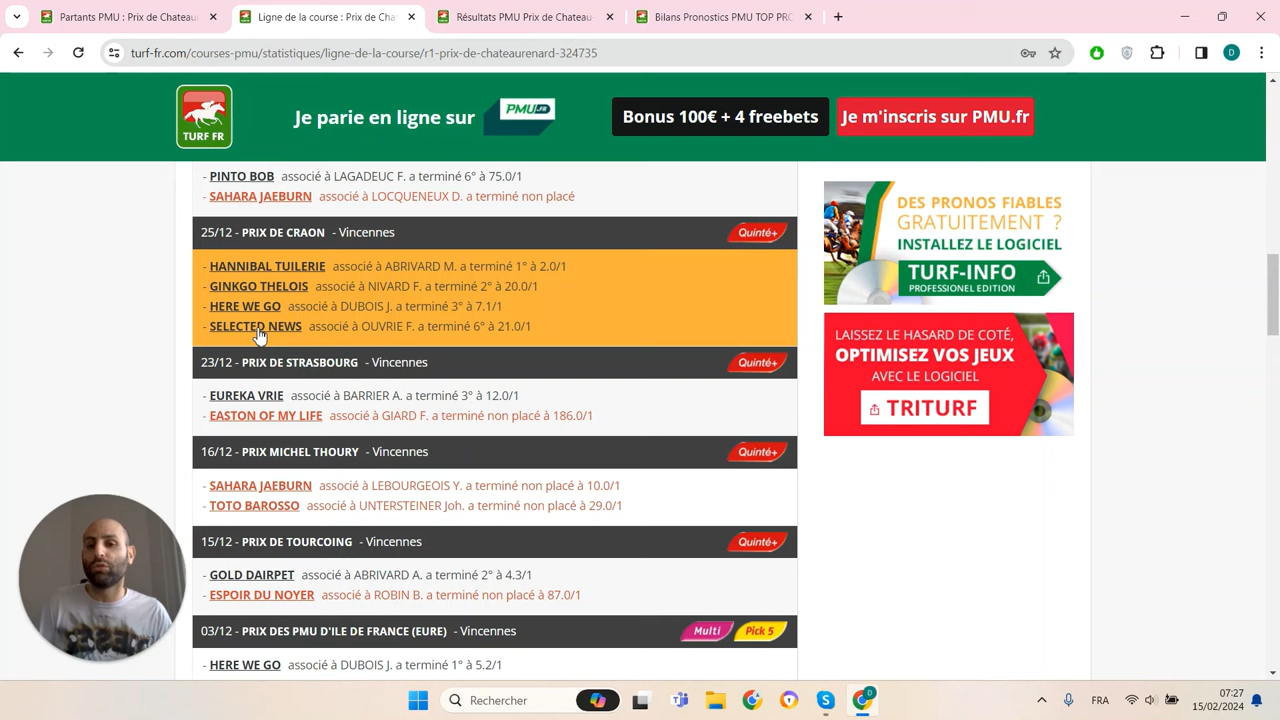 Partants PMU : Prix de Chateau
Ligne de la course : Prix de Cha
Résultats PMU Prix de Chateau
Bilans Pronostics PMU TOP PRO
turf-fr.com/courses-pmu/statistiques/ligne-de-la-course/r1-prix-de-chateaurenard-324735
D
TURF FR
Je parie en ligne sur
PMU.FR
Bonus 100€ + 4 freebets
Je m'inscris sur PMU.fr
- PINTO BOB associé à LAGADEUC F. a terminé 6° à 75.0/1
- SAHARA JAEBURN associé à LOCQUENEUX D. a terminé non placé
25/12 - PRIX DE CRAON - Vincennes
Quinté+
- HANNIBAL TUILERIE associé à ABRIVARD M. a terminé 1° à 2.0/1
- GINKGO THELOIS associé à NIVARD F. a terminé 2° à 20.0/1
- HERE WE GO associé à DUBOIS J. a terminé 3° à 7.1/1
- SELECTED NEWS associé à OUVRIE F. a terminé 6° à 21.0/1
23/12 - PRIX DE STRASBOURG - Vincennes
Quinté+
- EUREKA VRIE associé à BARRIER A. a terminé 3° à 12.0/1
- EASTON OF MY LIFE associé à GIARD F. a terminé non placé à 186.0/1
16/12 - PRIX MICHEL THOURY - Vincennes
Quinté+
- SAHARA JAEBURN associé à LEBOURGEOIS Y. a terminé non placé à 10.0/1
- TOTO BAROSSO associé à UNTERSTEINER Joh. a terminé non placé à 29.0/1
15/12 - PRIX DE TOURCOING - Vincennes
Quinté+
- GOLD DAIRPET associé à ABRIVARD A. a terminé 2° à 4.3/1
- ESPOIR DU NOYER associé à ROBIN B. a terminé non placé à 87.0/1
03/12 - PRIX DES PMU D'ILE DE FRANCE (EURE) - Vincennes
Multi
Pick 5
- HERE WE GO associé à DUBOIS J. a terminé 1° à 5.2/1
DES PRONOS FIABLES
GRATUITEMENT ?
INSTALLEZ LE LOGICIEL
TURF-INFO
PROFESSIONEL EDITION
LAISSEZ LE HASARD DE COTÉ,
OPTIMISEZ VOS JEUX
AVEC LE LOGICIEL
TRITURF
Rechercher
D
FRA
07:27
15/02/2024